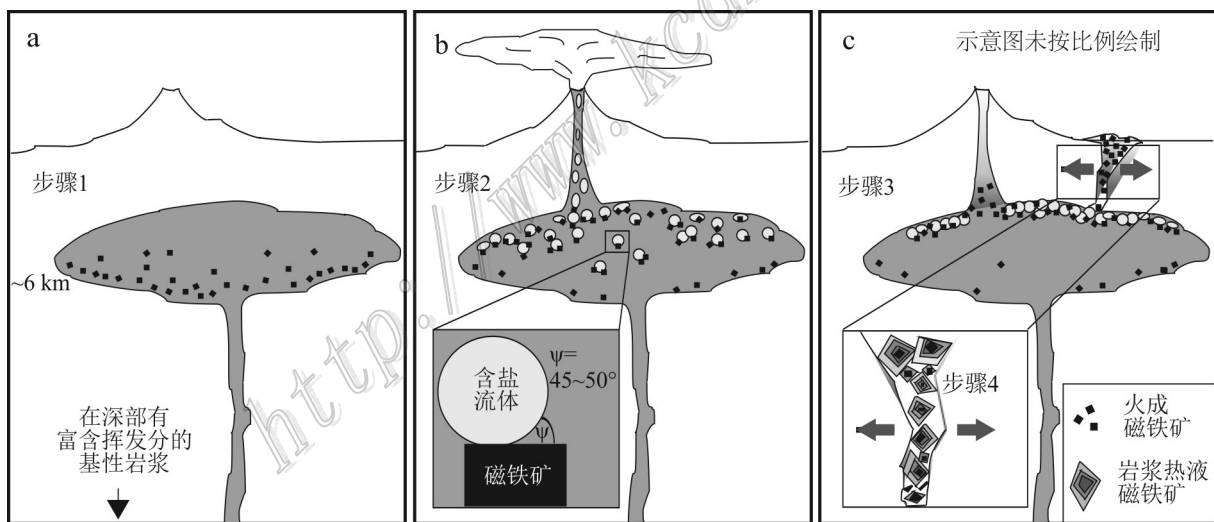 a
步骤1
~6 km
在深部有
富含挥发分的
基性岩浆
b
步骤2
含盐
流体
ψ=
45~50°
ψ
磁铁矿
c
示意图未按比例绘制
步骤3
步骤4
火成
磁铁矿
岩浆热液
磁铁矿
http://www.kcd